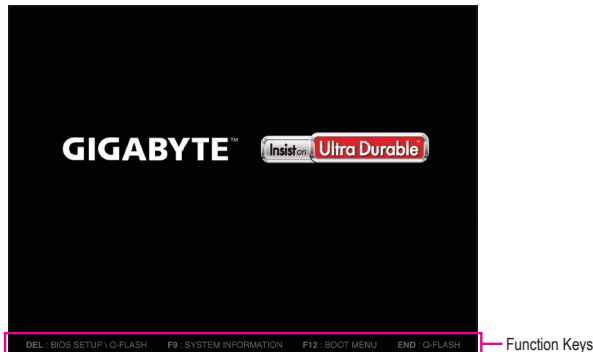 GIGABYTE™
Insist on Ultra Durable™
DEL : BIOS SETUP \ Q-FLASH F9 : SYSTEM INFORMATION F12 : BOOT MENU END : Q-FLASH
Function Keys